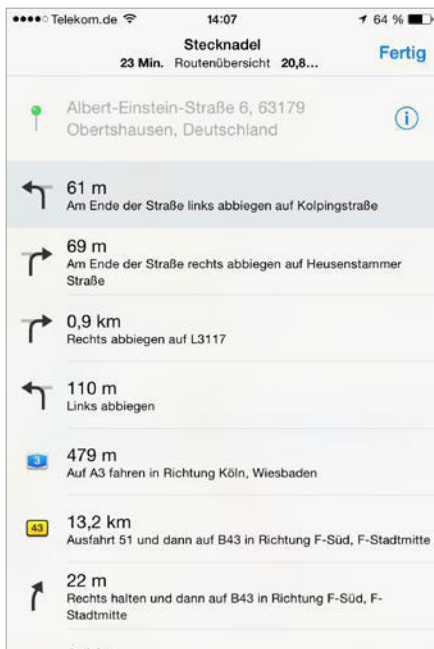 Telekom.de 14:07 64 %
Stecknadel
23 Min. Routenübersicht 20,8...
Fertig
Albert-Einstein-Straße 6, 63179
Obertshausen, Deutschland
61 m
Am Ende der Straße links abbiegen auf Kolpingstraße
69 m
Am Ende der Straße rechts abbiegen auf Heusenstammer
Straße
0,9 km
Rechts abbiegen auf L3117
110 m
Links abbiegen
3
479 m
Auf A3 fahren in Richtung Köln, Wiesbaden
43
13,2 km
Ausfahrt 51 und dann auf B43 in Richtung F-Süd, F-Stadtmitte
22 m
Rechts halten und dann auf B43 in Richtung F-Süd, F-
Stadtmitte